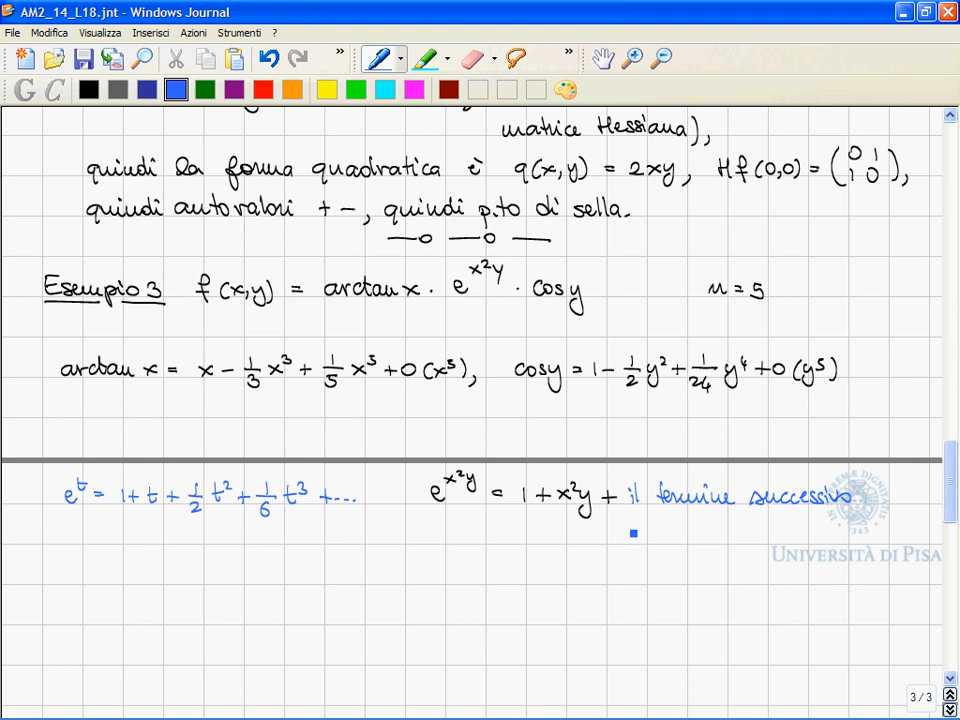 AM2_14_L18.jnt - Windows Journal
File Modifica Visualizza Inserisci Azioni Strumenti ?
matrice Hessiana),
quindi la forma quadratica è q(x,y) = 2xy, Hf(0,0) = (0 1
1 0),
quindi autovalori + -, quindi p.to di sella.
Esempio 3 f(x,y) = arctan x · e^{x²y} · cos y n = 5
arctan x = x - 1/3 x³ + 1/5 x⁵ + o(x⁵), cos y = 1 - 1/2 y² + 1/24 y⁴ + o(y⁵)
e^t = 1 + t + 1/2 t² + 1/6 t³ + ... e^{x²y} = 1 + x²y + il termine successivo
UNIVERSITÀ DI PISA
3 / 3